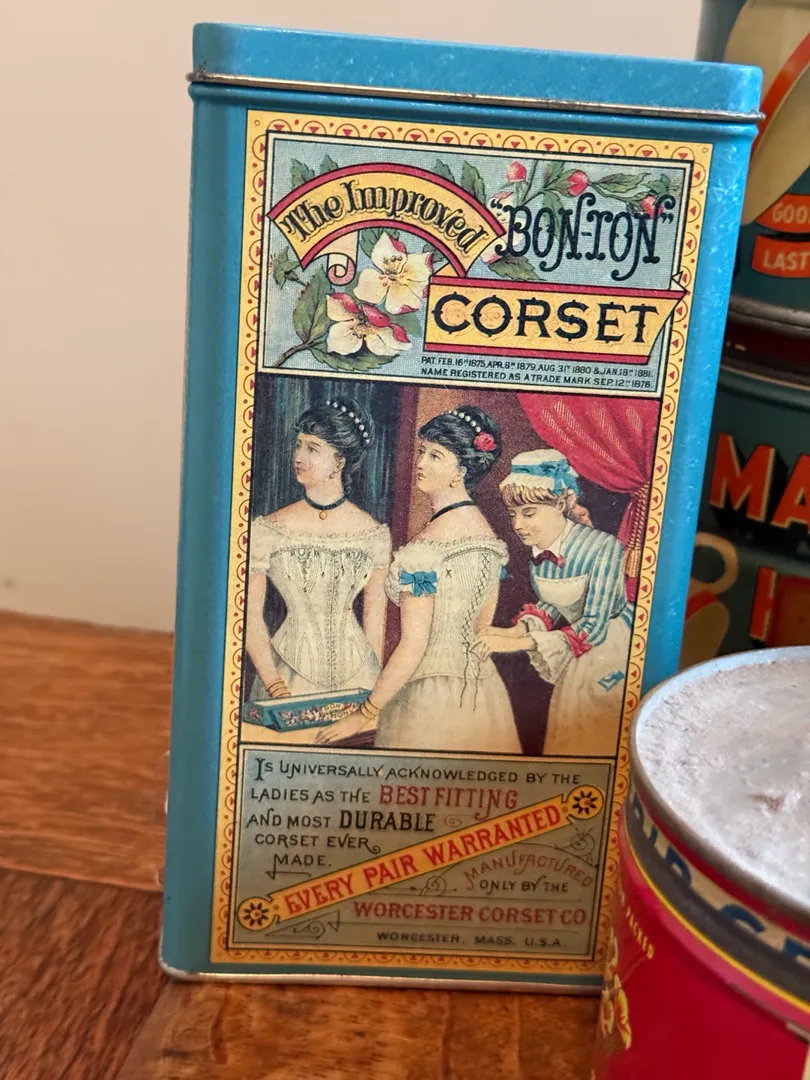 The Improved
"BON-TON"
CORSET
PAT. FEB. 16TH 1875, APR. 8TH 1879, AUG 31ST 1880 & JAN. 18TH 1881.
NAME REGISTERED AS A TRADE MARK SEP. 12TH 1876.
BON TON
IS UNIVERSALLY ACKNOWLEDGED BY THE
LADIES AS THE BEST FITTING
AND MOST DURABLE
CORSET EVER
MADE.
EVERY PAIR WARRANTED
MANUFACTURED
ONLY BY THE
WORCESTER CORSET CO
WORCESTER, MASS. U.S.A.
GOO
LAST
MA